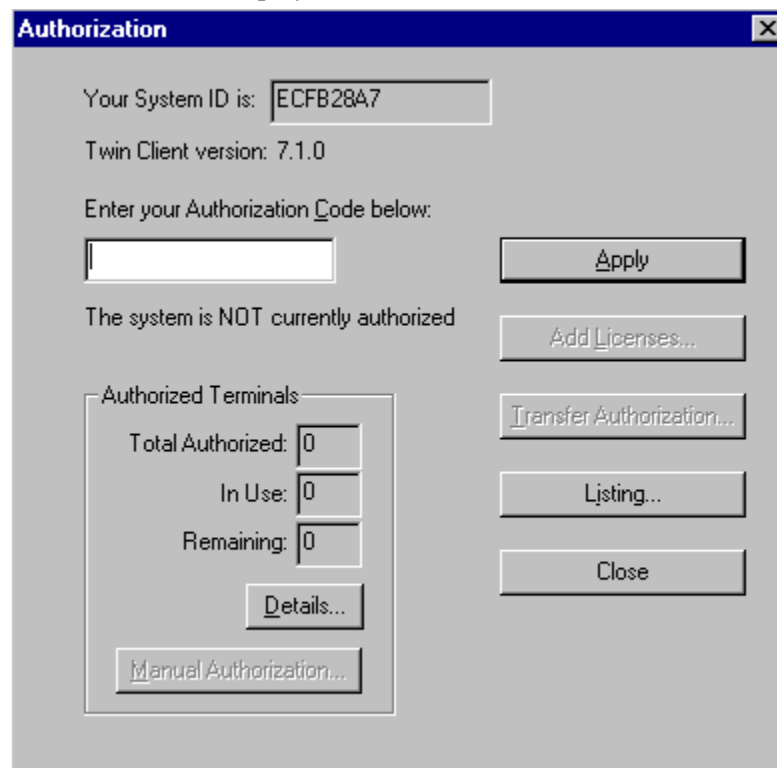 Authorization
Your System ID is: ECFB28A7
Twin Client version: 7.1.0
Enter your Authorization Code below:
Apply
The system is NOT currently authorized
Add Licenses...
Authorized Terminals
Transfer Authorization...
Total Authorized: 0
In Use: 0
Listing...
Remaining: 0
Close
Details...
Manual Authorization...